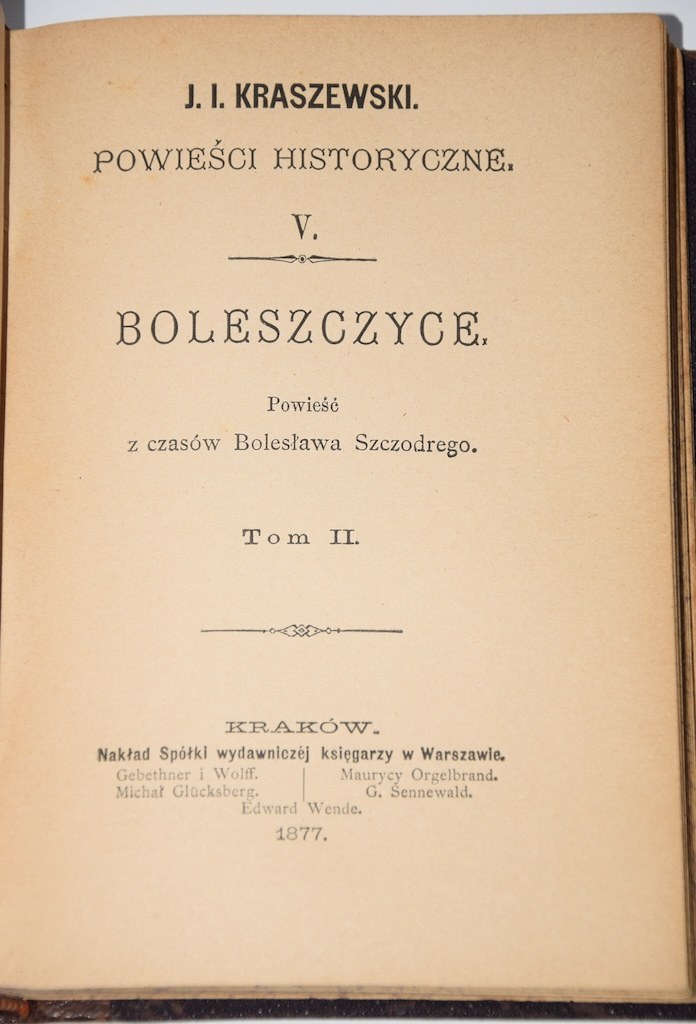 J. I. KRASZEWSKI.
POWIEŚCI HISTORYCZNE.
V.
BOLESZCZYCE.
Powieść
z czasów Bolesława Szczodrego.
Tom II.
KRAKÓW.
Nakład Spółki wydawniczéj księgarzy w Warszawie.
Gebethner i Wolff. Maurycy Orgelbrand.
Michał Glücksberg. G. Sennewald.
Edward Wende.
1877.